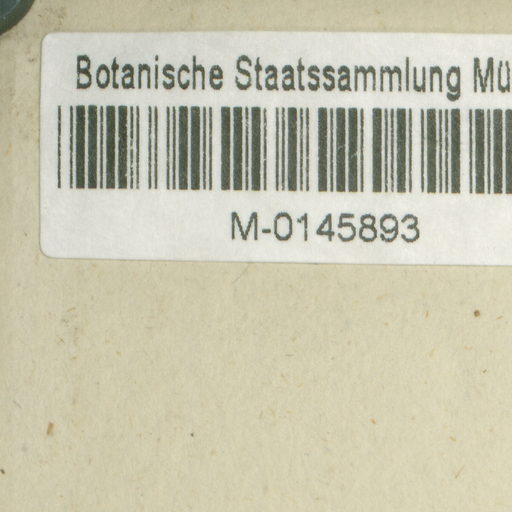 Botanische Staatssammlung Mü
M-0145893